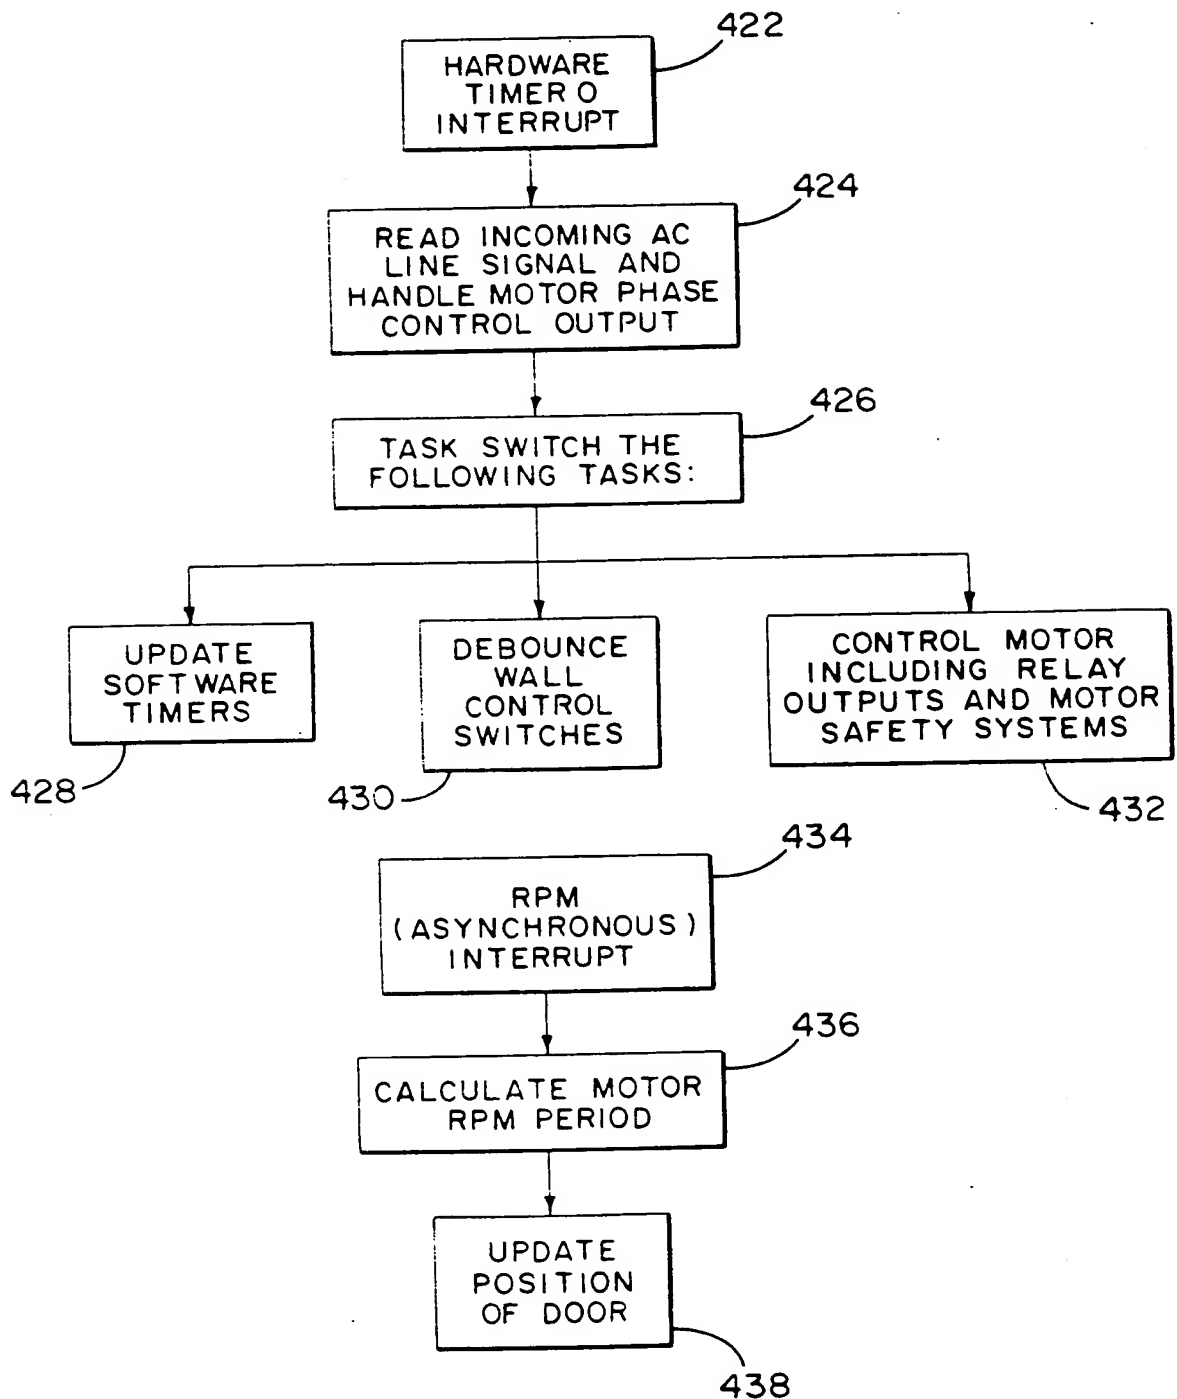 422
HARDWARE
TIMER 0
INTERRUPT
424
READ INCOMING AC
LINE SIGNAL AND
HANDLE MOTOR PHASE
CONTROL OUTPUT
426
TASK SWITCH THE
FOLLOWING TASKS:
UPDATE
SOFTWARE
TIMERS
428
DEBOUNCE
WALL
CONTROL
SWITCHES
430
CONTROL MOTOR
INCLUDING RELAY
OUTPUTS AND MOTOR
SAFETY SYSTEMS
432
434
RPM
(ASYNCHRONOUS)
INTERRUPT
436
CALCULATE MOTOR
RPM PERIOD
UPDATE
POSITION
OF DOOR
438